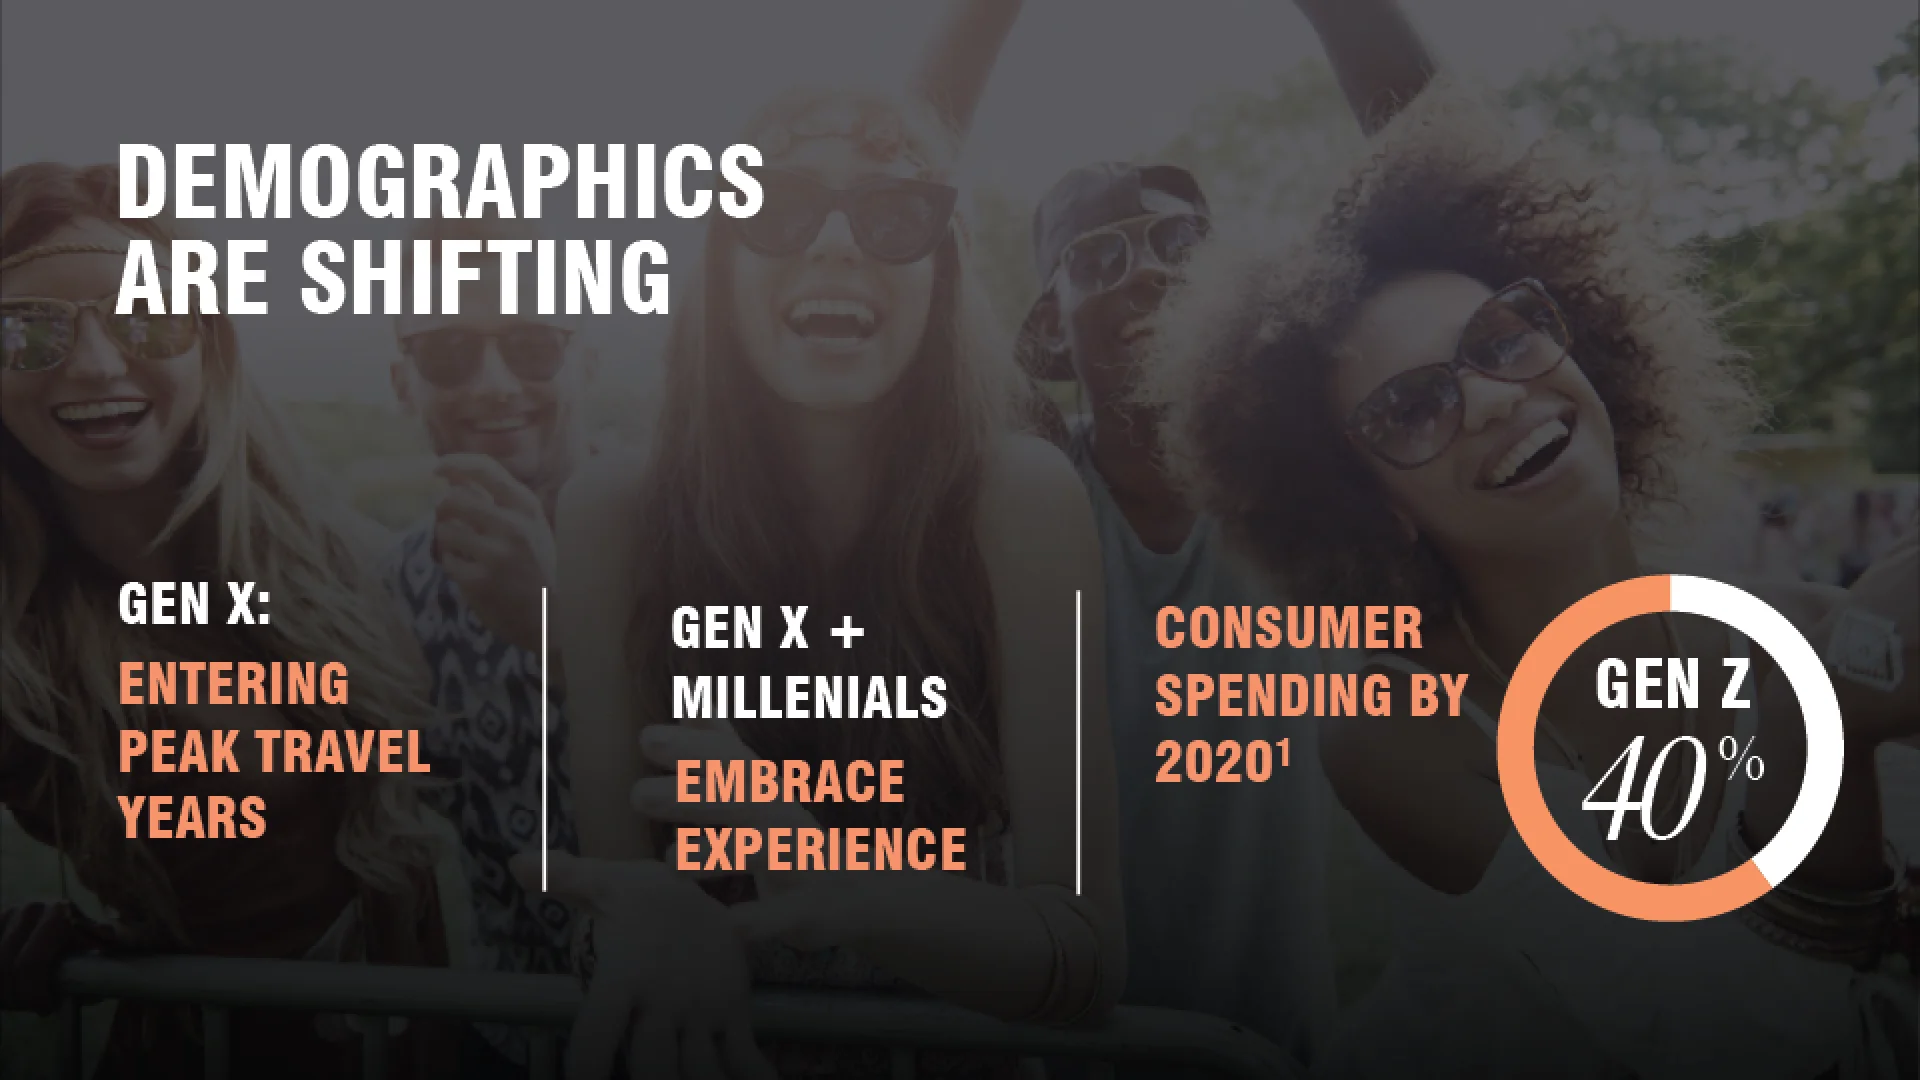 DEMOGRAPHICS
ARE SHIFTING
GEN X:
ENTERING
PEAK TRAVEL
YEARS
GEN X +
MILLENIALS
EMBRACE
EXPERIENCE
CONSUMER
SPENDING BY
2020¹
GEN Z
40%